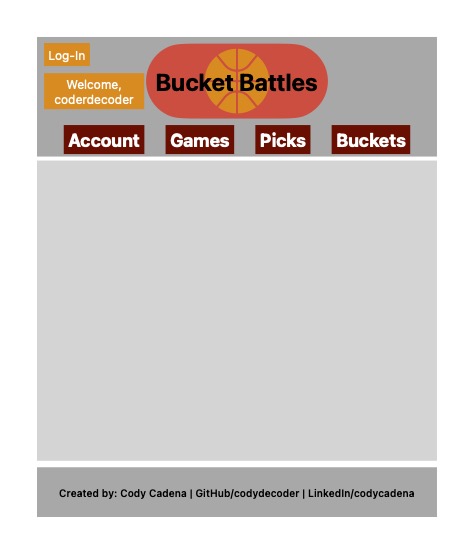 Log-In
Bucket Battles
Welcome,
coderdecoder
Account Games Picks Buckets
Created by: Cody Cadena | GitHub/codydecoder | LinkedIn/codycadena